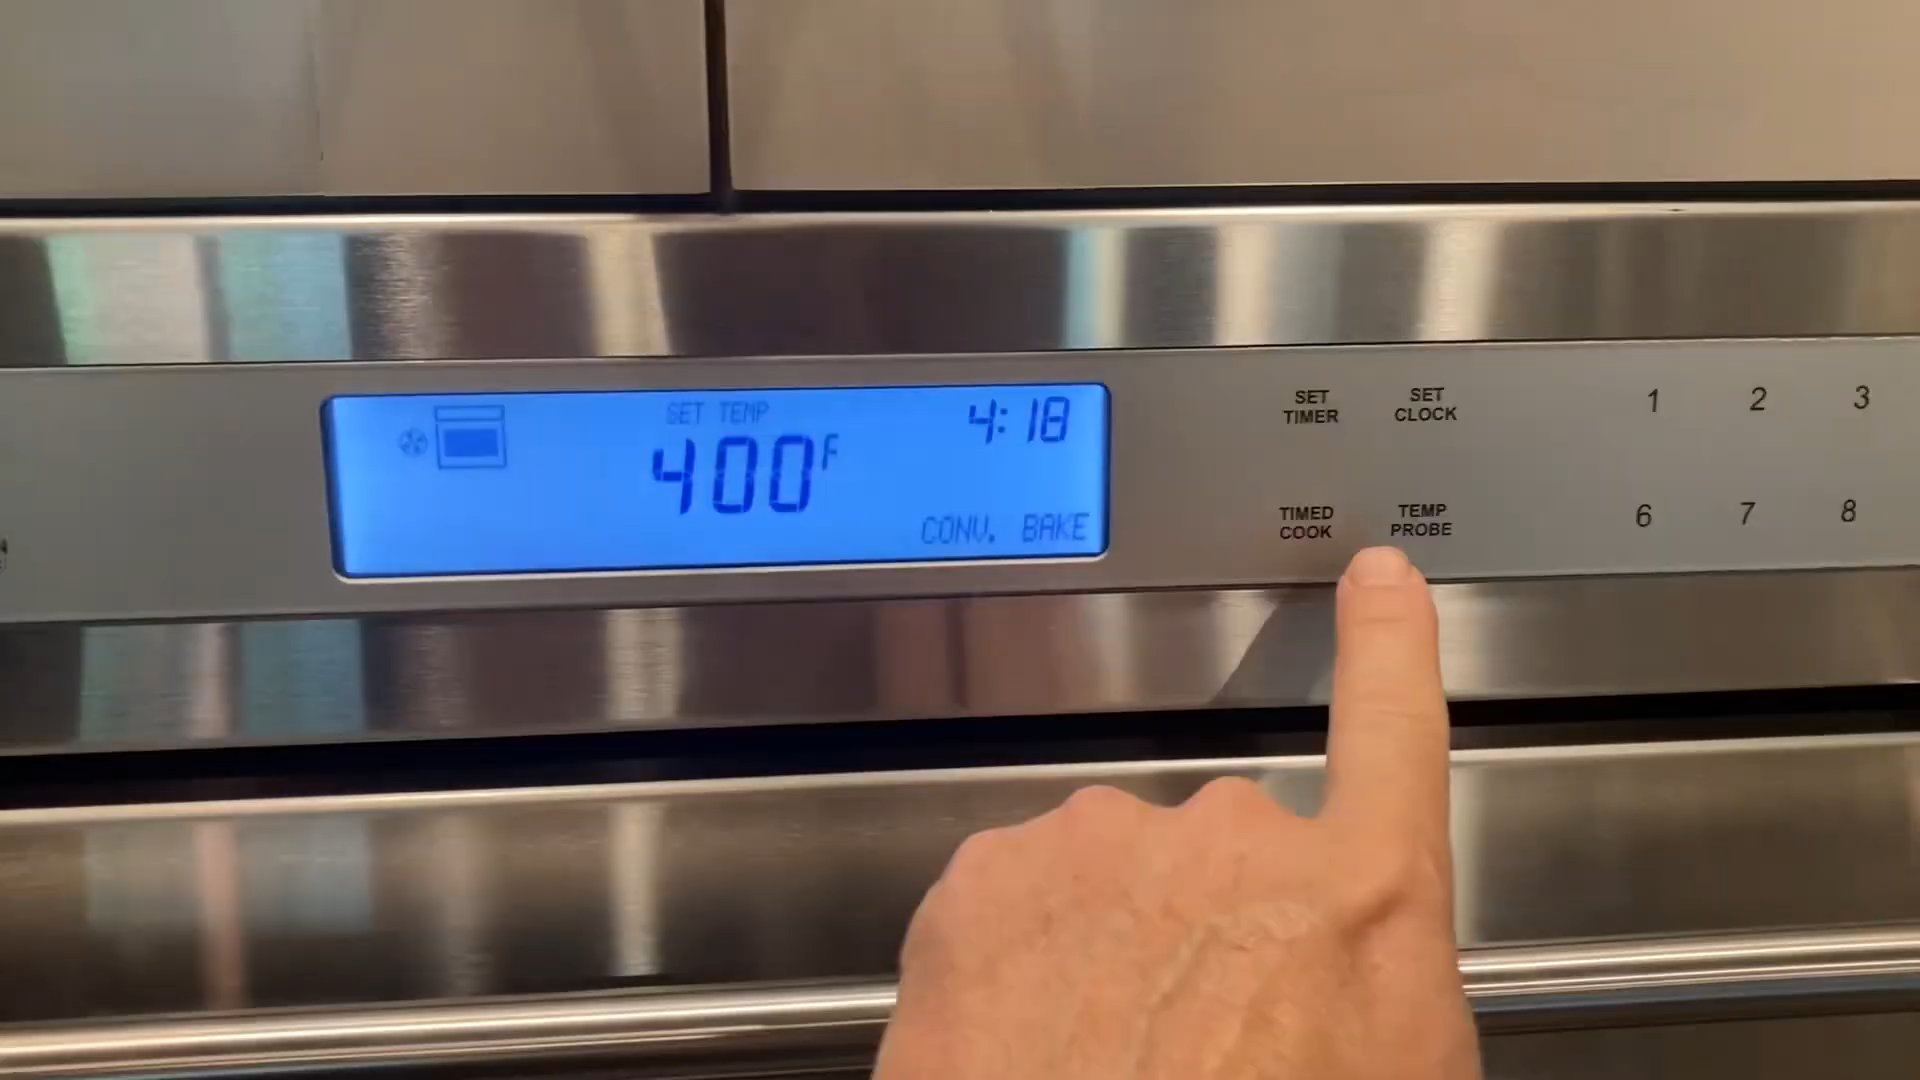 SET TEMP
400F
4:18
CONV. BAKE
SET
TIMER
SET
CLOCK
TIMED
COOK
TEMP
PROBE
1 2 3
6 7 8